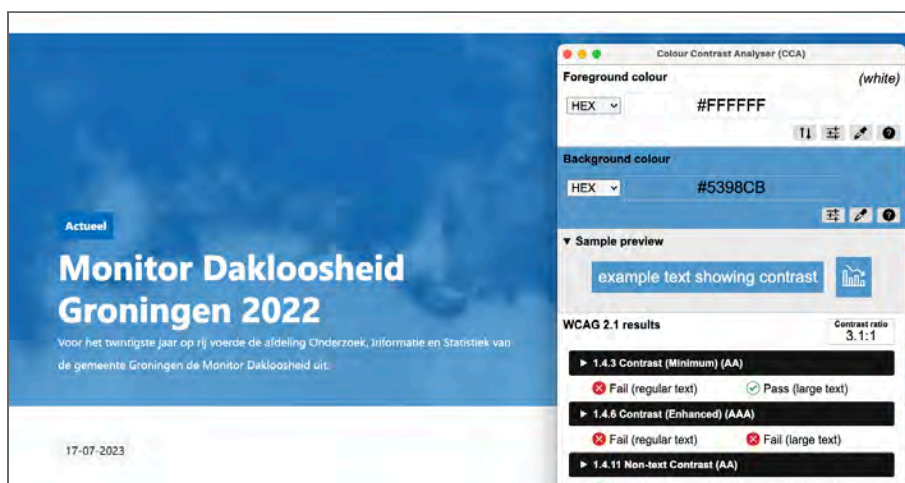 Actueel
Monitor Dakloosheid
Groningen 2022
Voor het twintigste jaar op rij voerde de afdeling Onderzoek, Informatie en Statistiek van
de gemeente Groningen de Monitor Dakloosheid uit.
17-07-2023
Colour Contrast Analyser (CCA)
Foreground colour (white)
HEX #FFFFFF
Background colour
HEX #5398CB
▼ Sample preview
example text showing contrast
WCAG 2.1 results
Contrast ratio
3.1:1
► 1.4.3 Contrast (Minimum) (AA)
Fail (regular text) Pass (large text)
► 1.4.6 Contrast (Enhanced) (AAA)
Fail (regular text) Fail (large text)
► 1.4.11 Non-text Contrast (AA)